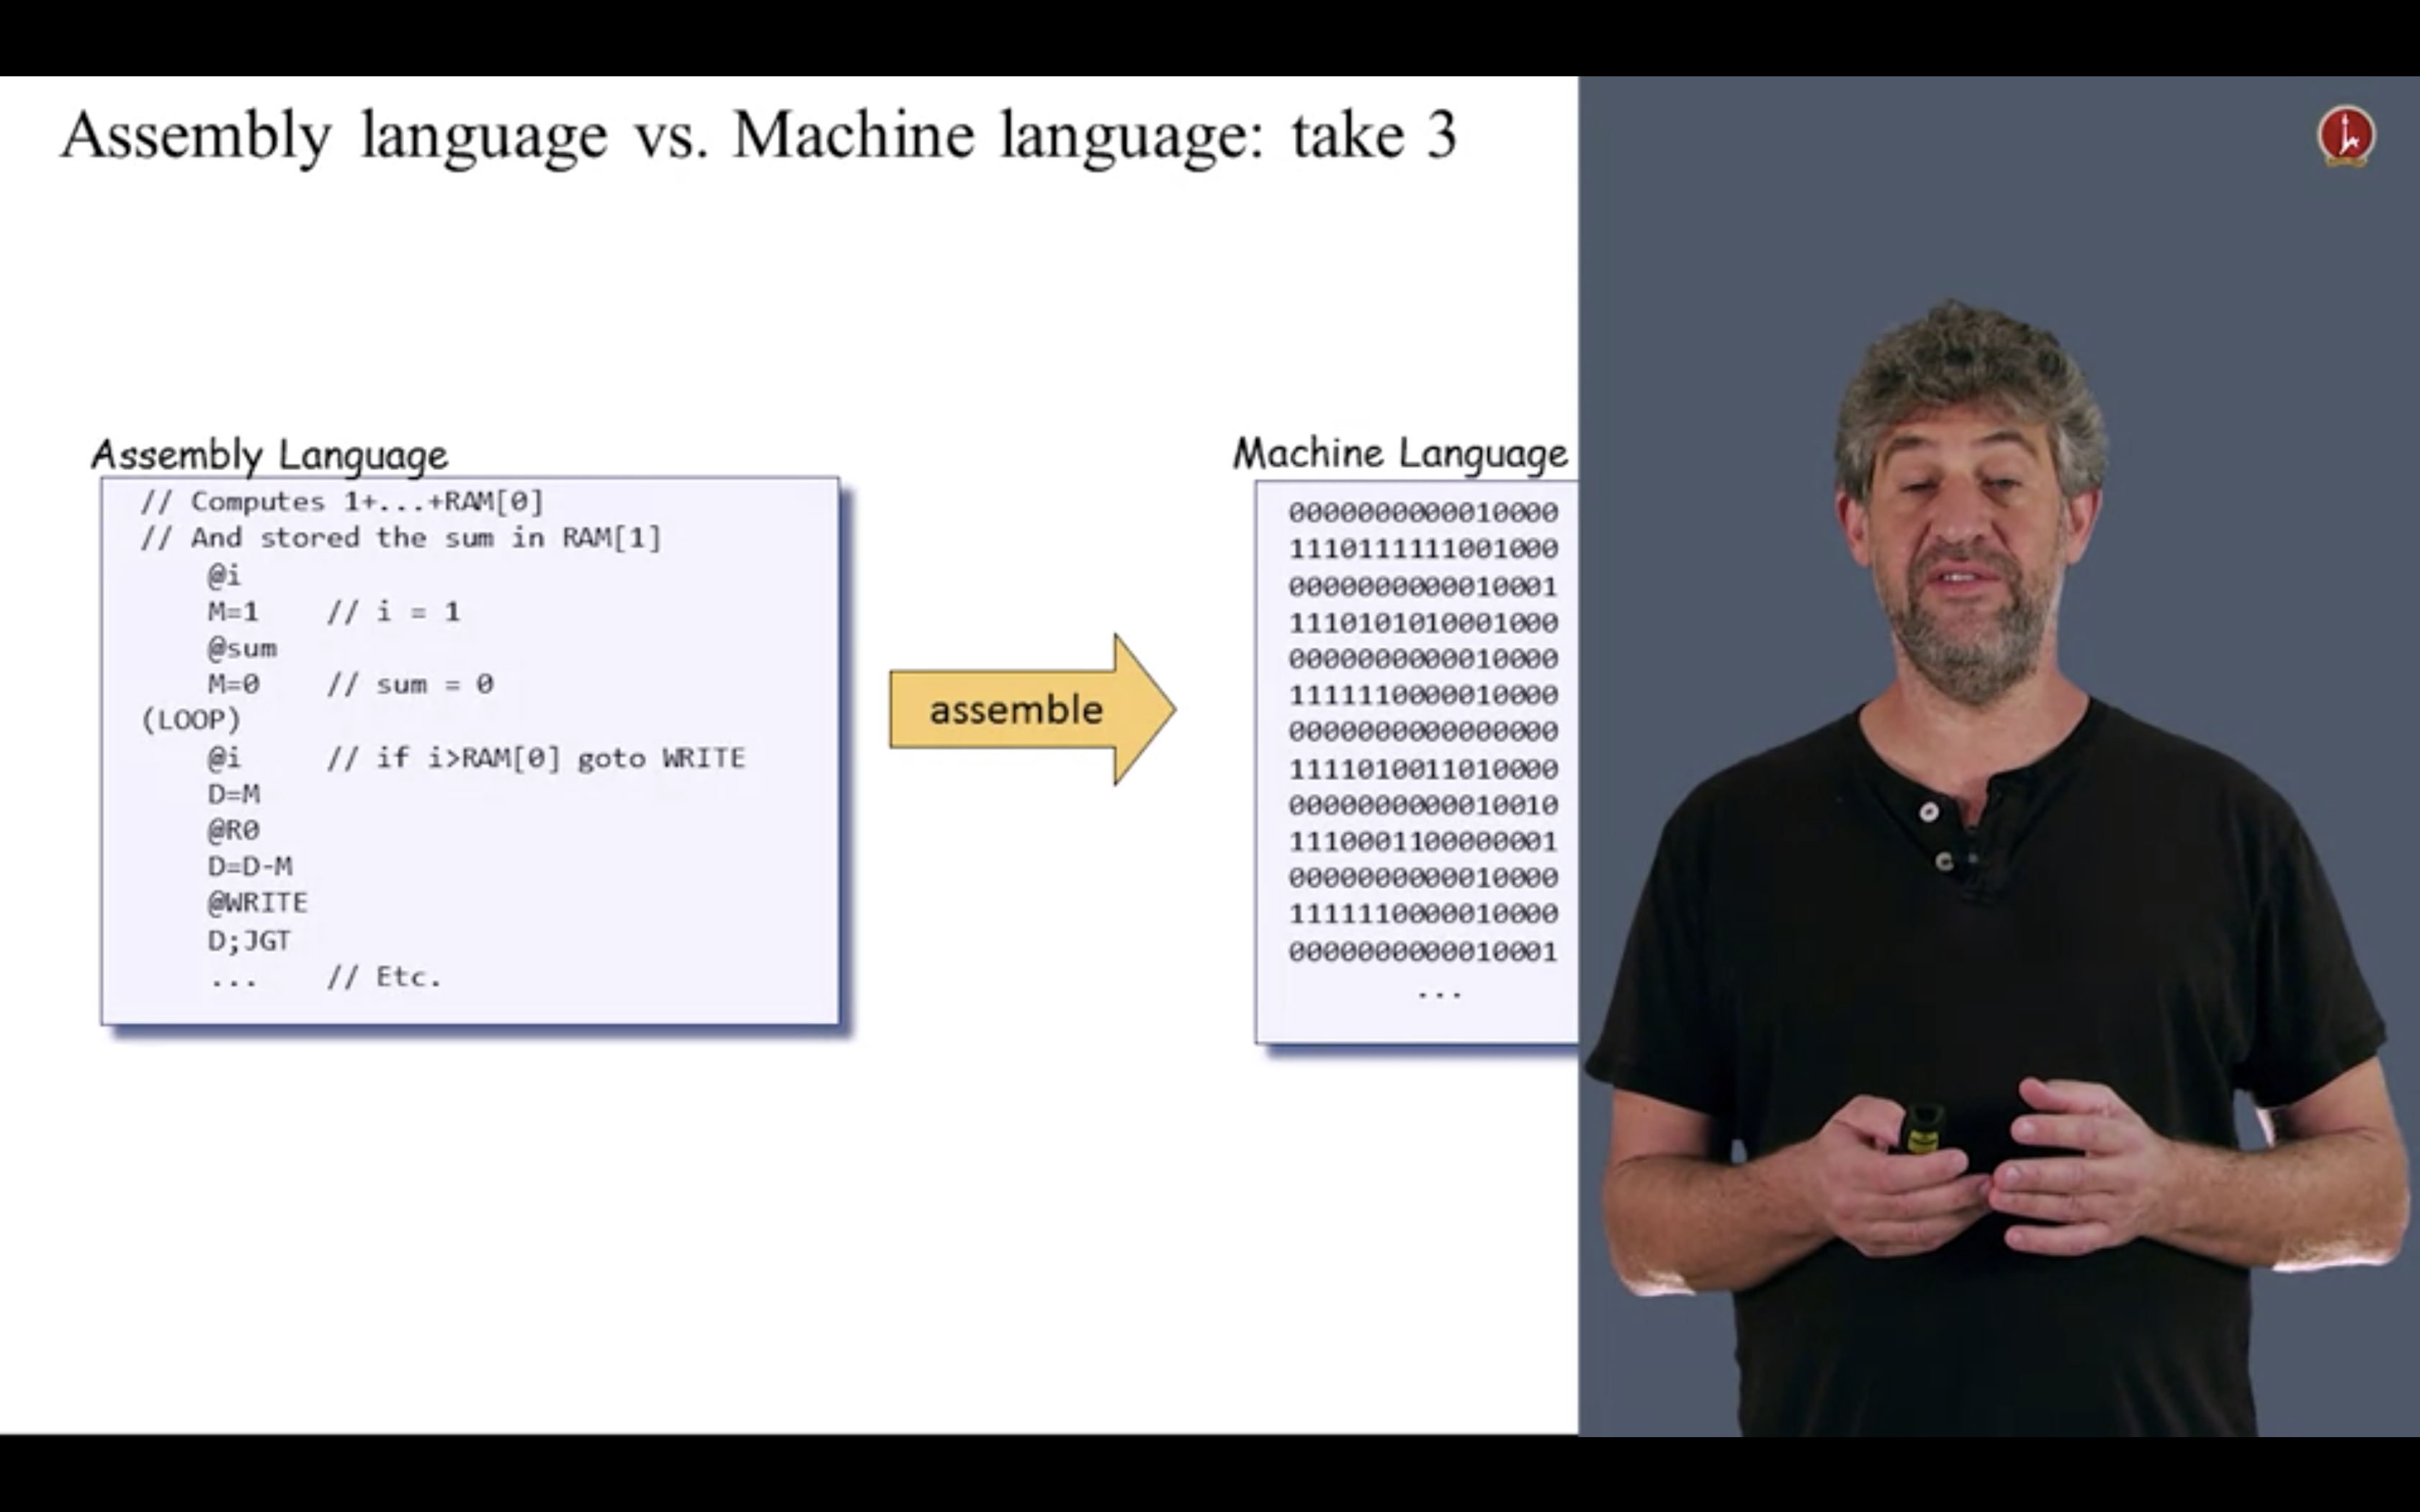 Assembly language vs. Machine language: take 3
Assembly Language
// Computes 1+...+RAM[0]
// And stored the sum in RAM[1]
@i
M=1 // i = 1
@sum
M=0 // sum = 0
(LOOP)
@i // if i>RAM[0] goto WRITE
D=M
@R0
D=D-M
@WRITE
D;JGT
... // Etc.
assemble
Machine Language
0000000000010000
1110111111001000
0000000000010001
1110101010001000
0000000000010000
1111110000010000
0000000000000000
1111010011010000
0000000000010010
1110001100000001
0000000000010000
1111110000010000
0000000000010001
...